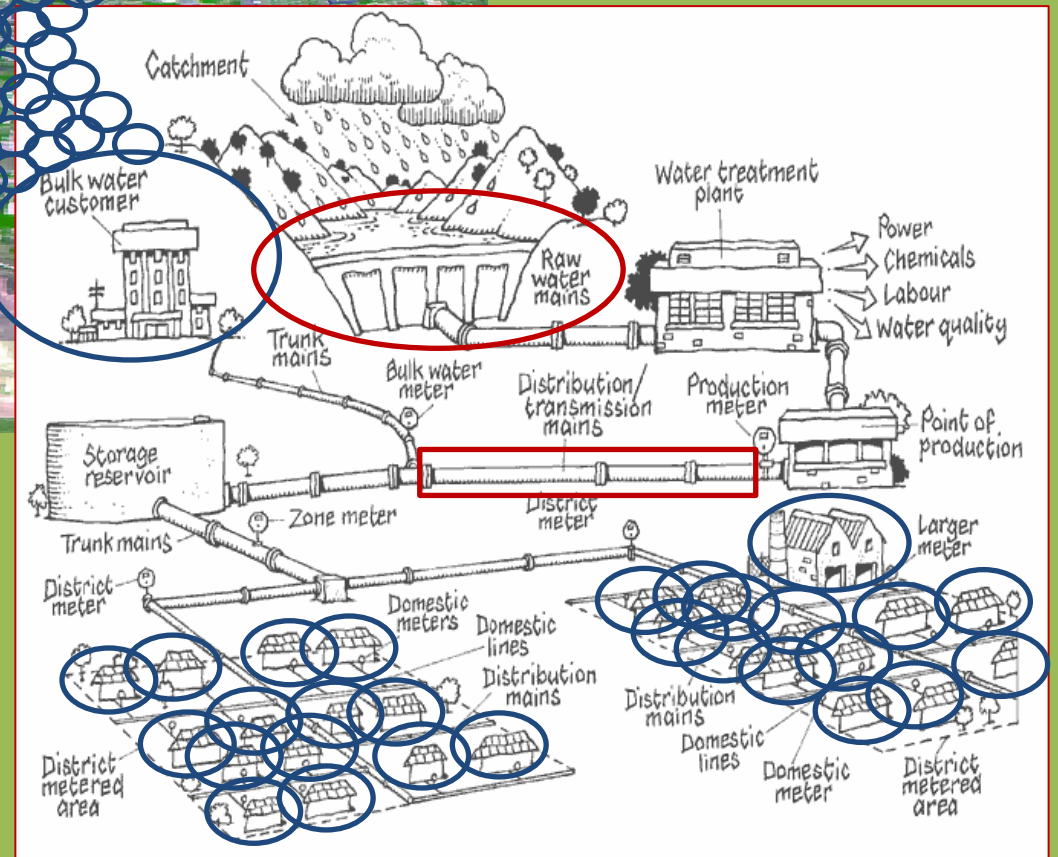 Catchment
Bulk water
customer
Water treatment
plant
Power
Chemicals
Labour
Water quality
Raw
water
mains
Trunk
mains
Bulk water
meter
Distribution/
transmission
mains
Production
meter
Point of
production
Storage
reservoir
District
meter
Zone meter
Trunk mains
Larger
meter
District
meter
Domestic
meters
Domestic
lines
Distribution
mains
Distribution
mains
Domestic
lines
District
metered
area
Domestic
meter
District
metered
area